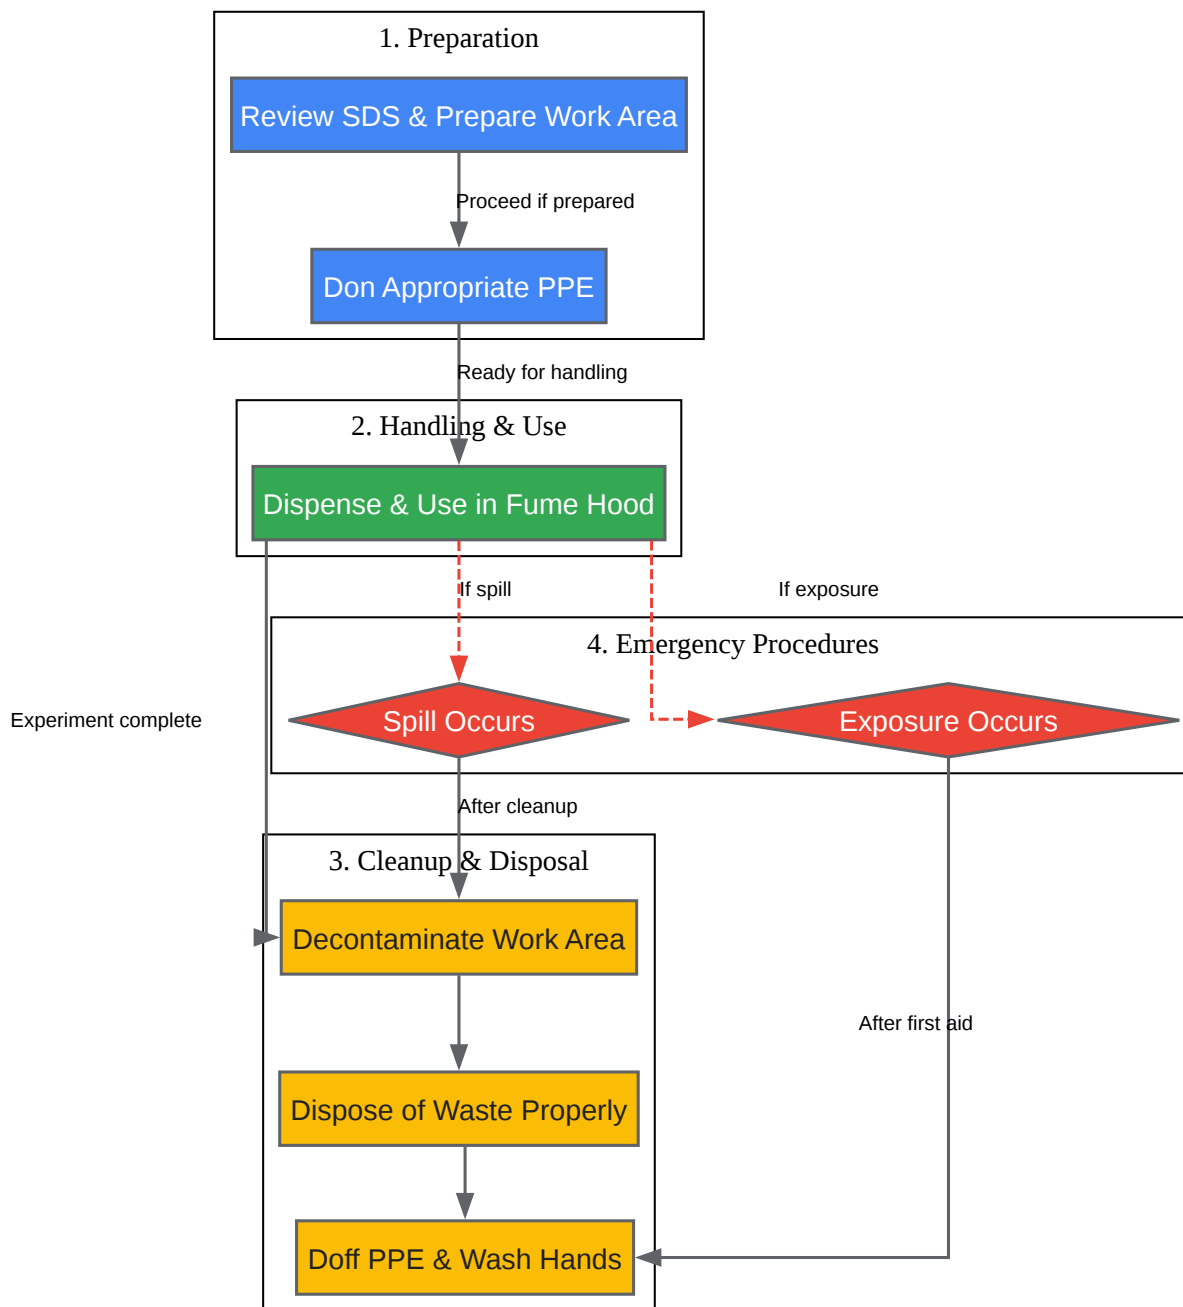 1. Preparation
Review SDS & Prepare Work Area
Proceed if prepared
Don Appropriate PPE
Ready for handling
2. Handling & Use
Dispense & Use in Fume Hood
If spill
If exposure
4. Emergency Procedures
Spill Occurs
Exposure Occurs
Experiment complete
After cleanup
3. Cleanup & Disposal
Decontaminate Work Area
After first aid
Dispose of Waste Properly
Doff PPE & Wash Hands